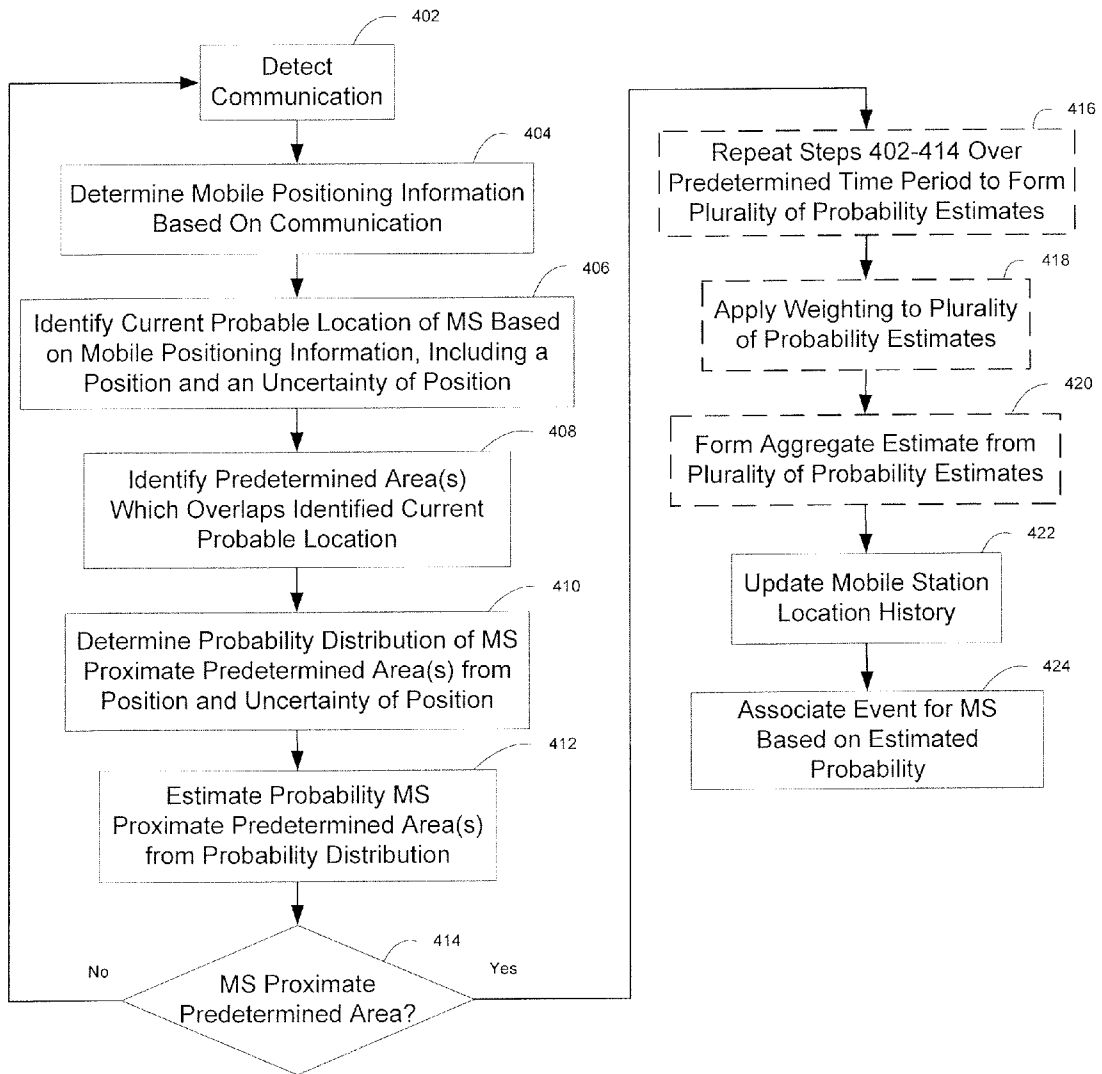 402
Detect
Communication
404
Determine Mobile Positioning Information
Based On Communication
406
Identify Current Probable Location of MS Based
on Mobile Positioning Information, Including a
Position and an Uncertainty of Position
408
Identify Predetermined Area(s)
Which Overlaps Identified Current
Probable Location
410
Determine Probability Distribution of MS
Proximate Predetermined Area(s) from
Position and Uncertainty of Position
412
Estimate Probability MS
Proximate Predetermined Area(s)
from Probability Distribution
414
No
Yes
MS Proximate
Predetermined Area?
416
Repeat Steps 402-414 Over
Predetermined Time Period to Form
Plurality of Probability Estimates
418
Apply Weighting to Plurality
of Probability Estimates
420
Form Aggregate Estimate from
Plurality of Probability Estimates
422
Update Mobile Station
Location History
424
Associate Event for MS
Based on Estimated
Probability